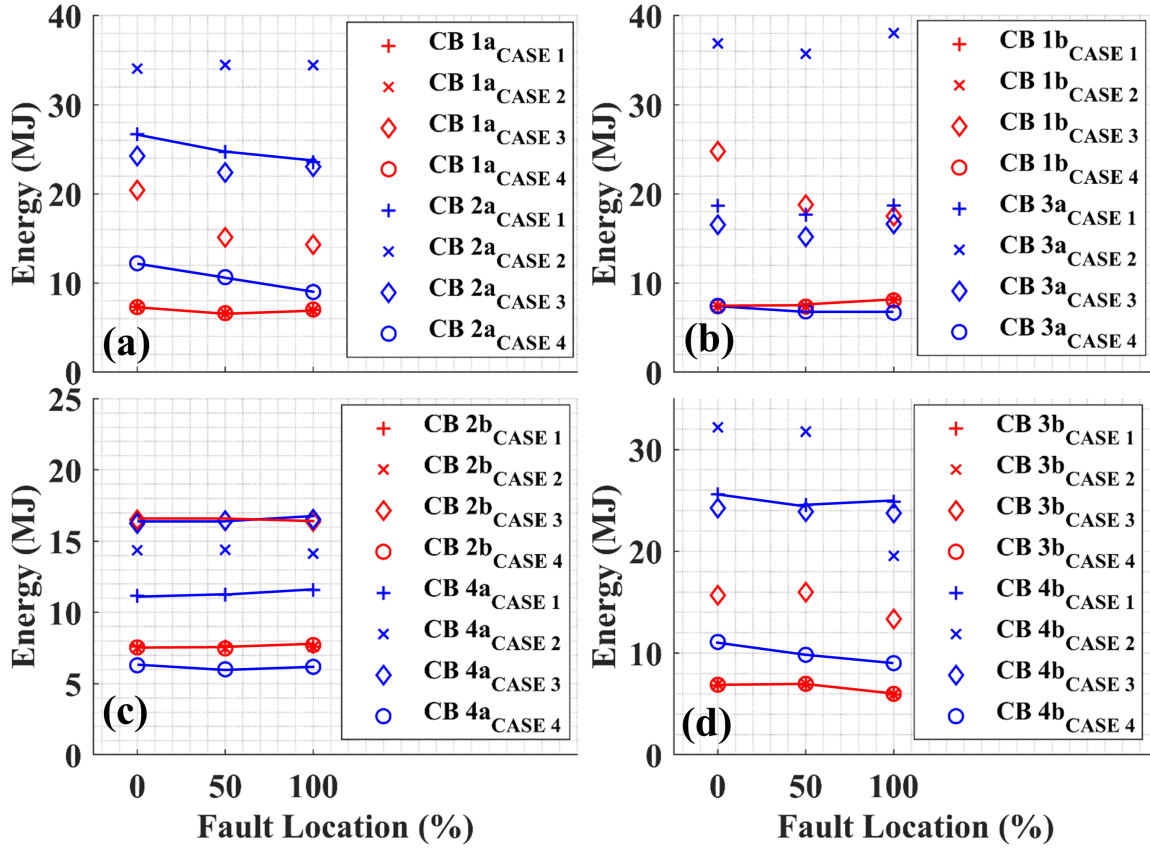 40
30
20
10
0
Energy (MJ)
(a)
CB 1a CASE 1
CB 1a CASE 2
CB 1a CASE 3
CB 1a CASE 4
CB 2a CASE 1
CB 2a CASE 2
CB 2a CASE 3
CB 2a CASE 4
40
30
20
10
0
Energy (MJ)
(b)
CB 1b CASE 1
CB 1b CASE 2
CB 1b CASE 3
CB 1b CASE 4
CB 3a CASE 1
CB 3a CASE 2
CB 3a CASE 3
CB 3a CASE 4
25
20
15
10
5
0
Energy (MJ)
(c)
CB 2b CASE 1
CB 2b CASE 2
CB 2b CASE 3
CB 2b CASE 4
CB 4a CASE 1
CB 4a CASE 2
CB 4a CASE 3
CB 4a CASE 4
0 50 100
Fault Location (%)
30
20
10
0
Energy (MJ)
(d)
CB 3b CASE 1
CB 3b CASE 2
CB 3b CASE 3
CB 3b CASE 4
CB 4b CASE 1
CB 4b CASE 2
CB 4b CASE 3
CB 4b CASE 4
0 50 100
Fault Location (%)